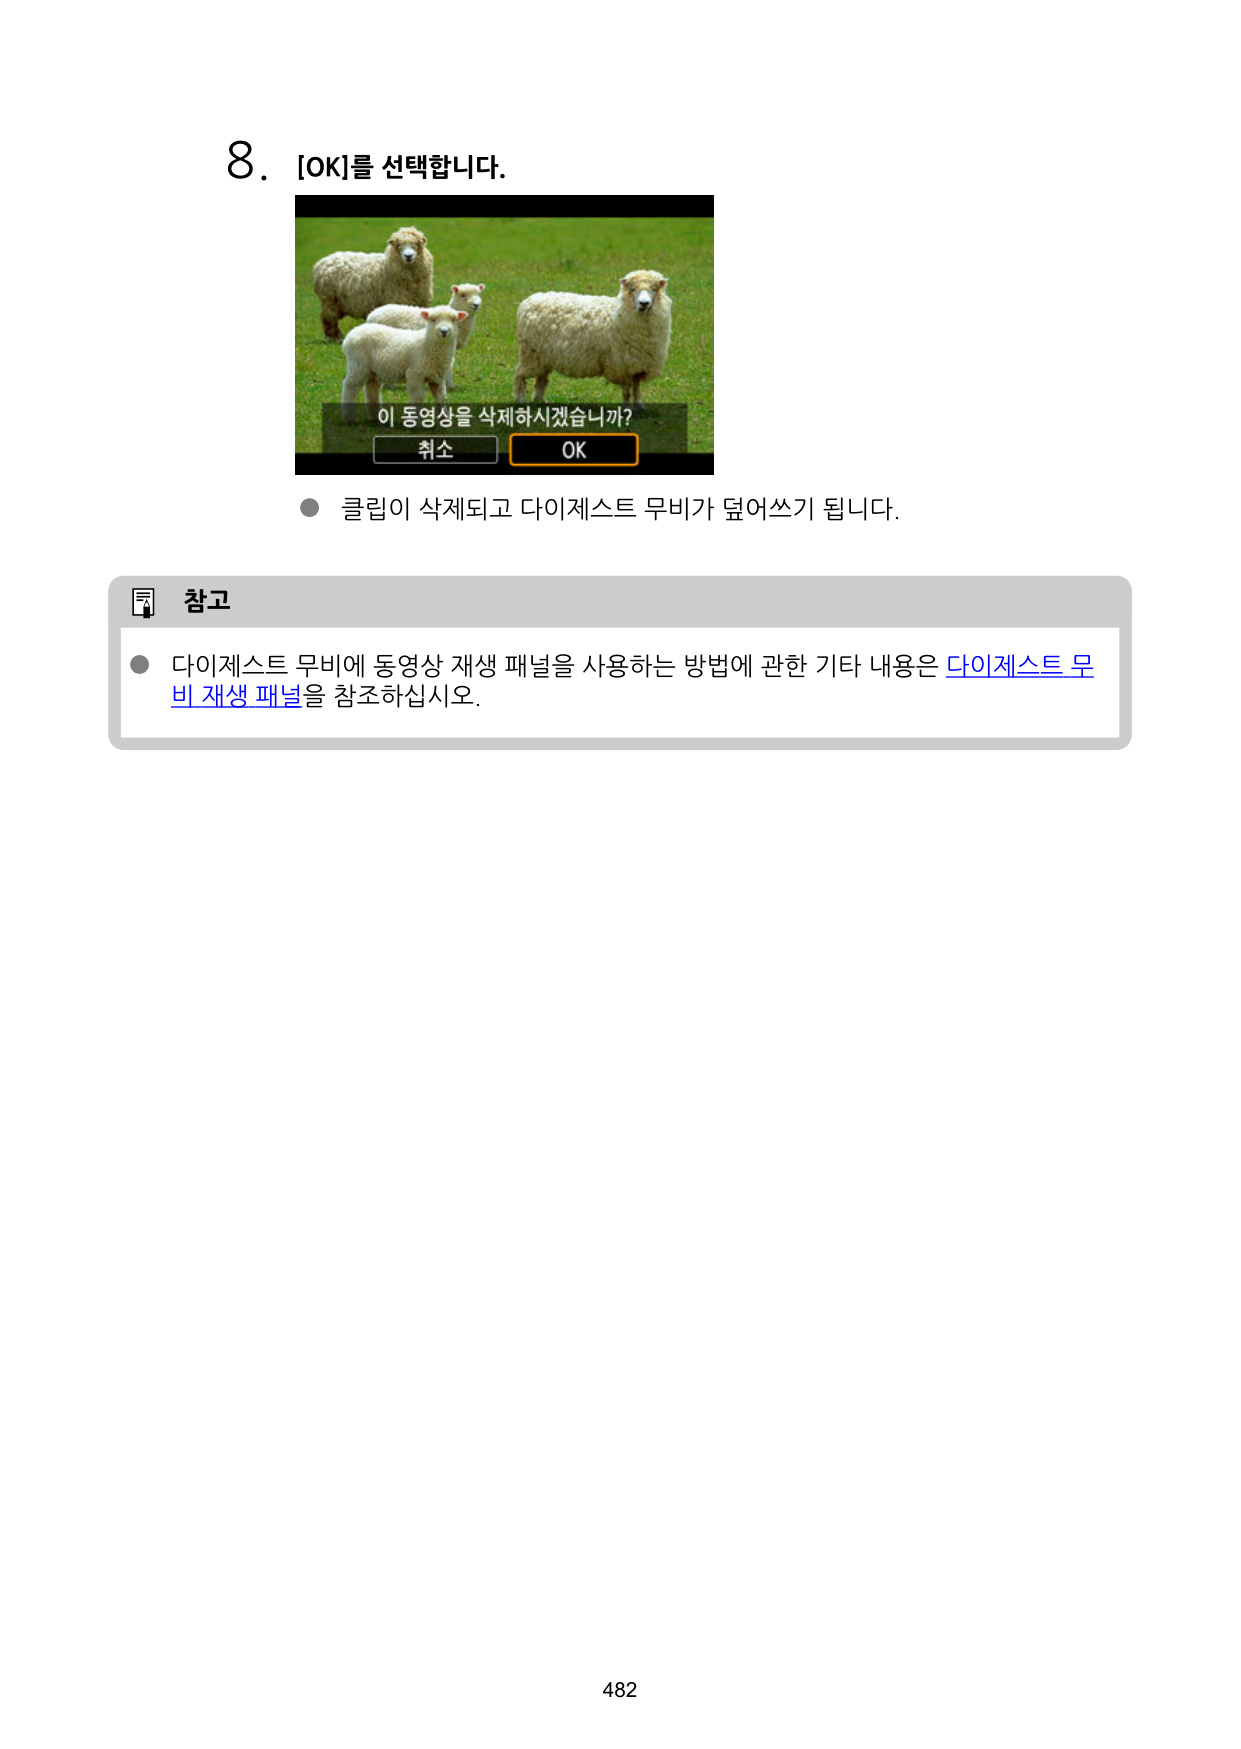 8. [OK]를 선택합니다.
이 동영상을 삭제하시겠습니까?
취소 OK
● 클립이 삭제되고 다이제스트 무비가 덮어쓰기 됩니다.
참고
● 다이제스트 무비에 동영상 재생 패널을 사용하는 방법에 관한 기타 내용은 다이제스트 무
비 재생 패널을 참조하십시오.
482